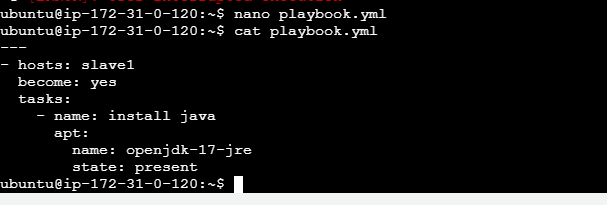 ubuntu@ip-172-31-0-120:~$ nano playbook.yml
ubuntu@ip-172-31-0-120:~$ cat playbook.yml
---
- hosts: slave1
  become: yes
  tasks:
    - name: install java
      apt:
        name: openjdk-17-jre
        state: present
ubuntu@ip-172-31-0-120:~$